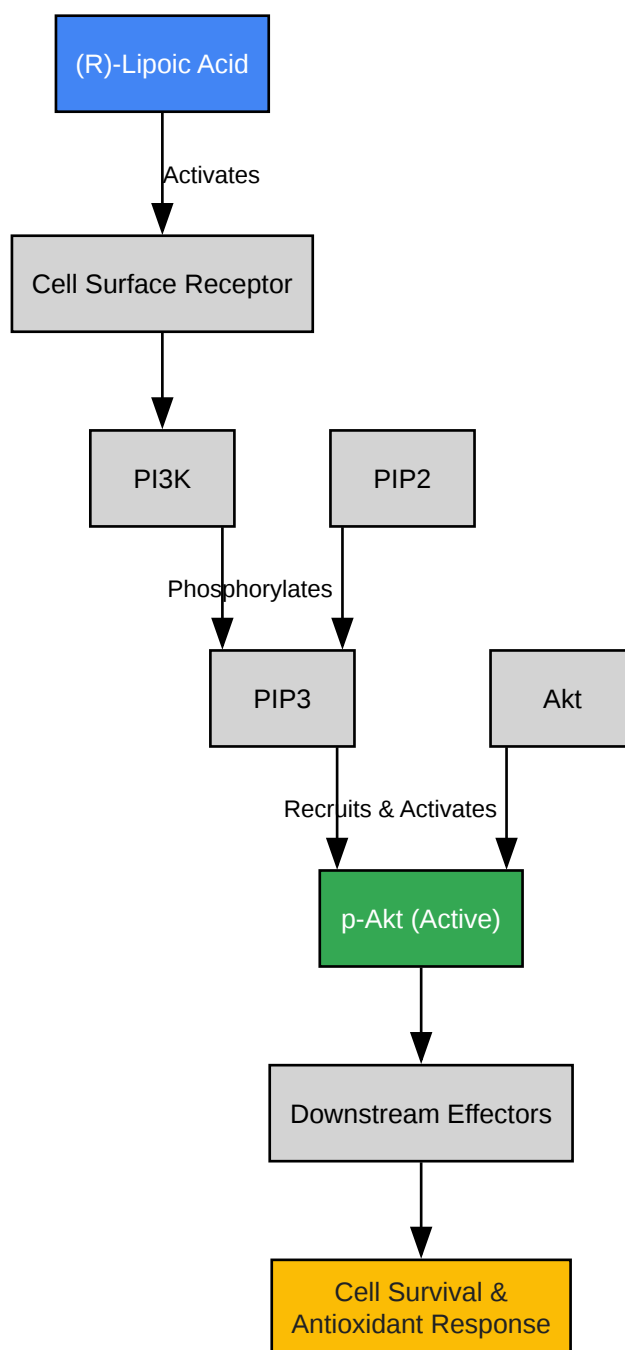 (R)-Lipoic Acid
Activates
Cell Surface Receptor
PI3K
PIP2
Phosphorylates
PIP3
Akt
Recruits & Activates
p-Akt (Active)
Downstream Effectors
Cell Survival &
Antioxidant Response